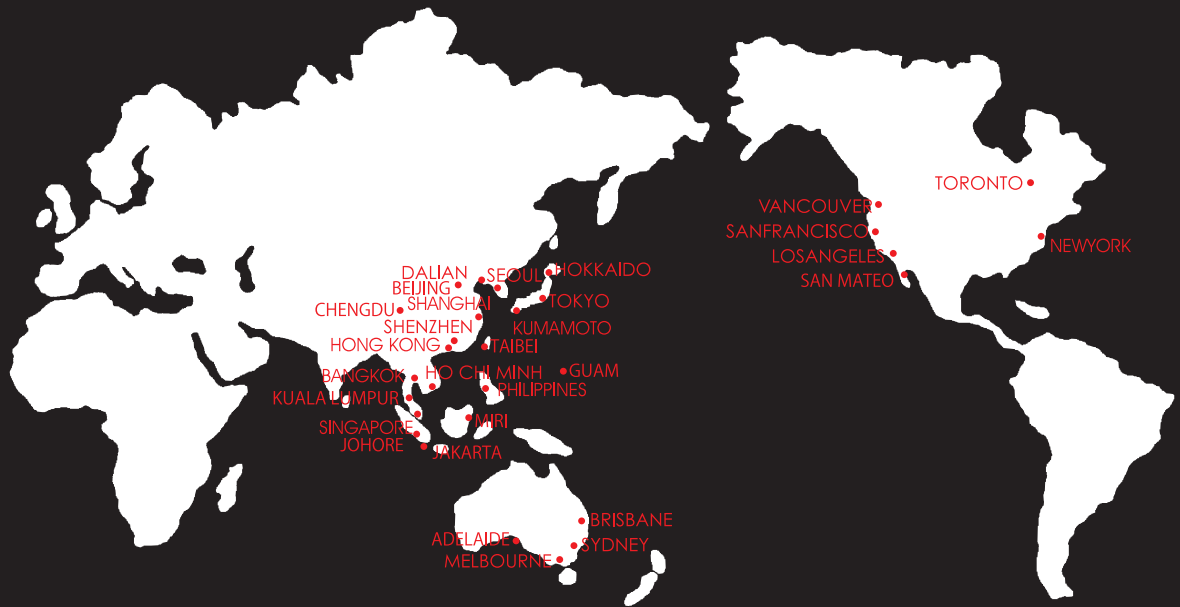 TORONTO
VANCOUVER
SANFRANCISCO
NEWYORK
LOSANGELES
SAN MATEO
DALIAN
SEOUL
HOKKAIDO
BEIJING
SHANGHAI
TOKYO
CHENGDU
SHENZHEN
KUMAMOTO
HONG KONG
TAIBEI
BANGKOK
HO CHI MINH
GUAM
PHILIPPINES
KUALA LUMPUR
MIRI
SINGAPORE
JOHORE
JAKARTA
BRISBANE
ADELAIDE
SYDNEY
MELBOURNE